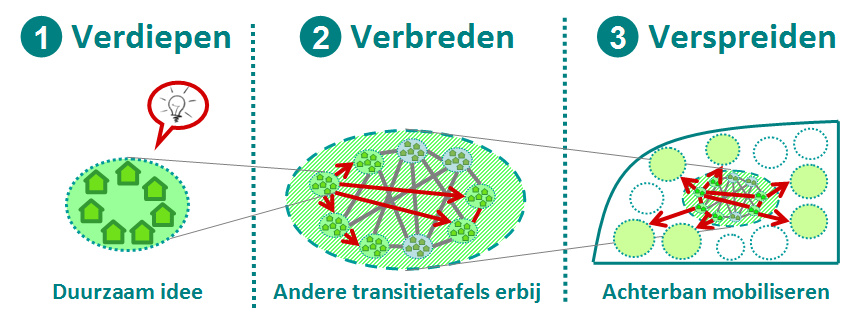 1 Verdiepen
2 Verbreden
3 Verspreiden
Duurzaam idee
Andere transitietafels erbij
Achterban mobiliseren